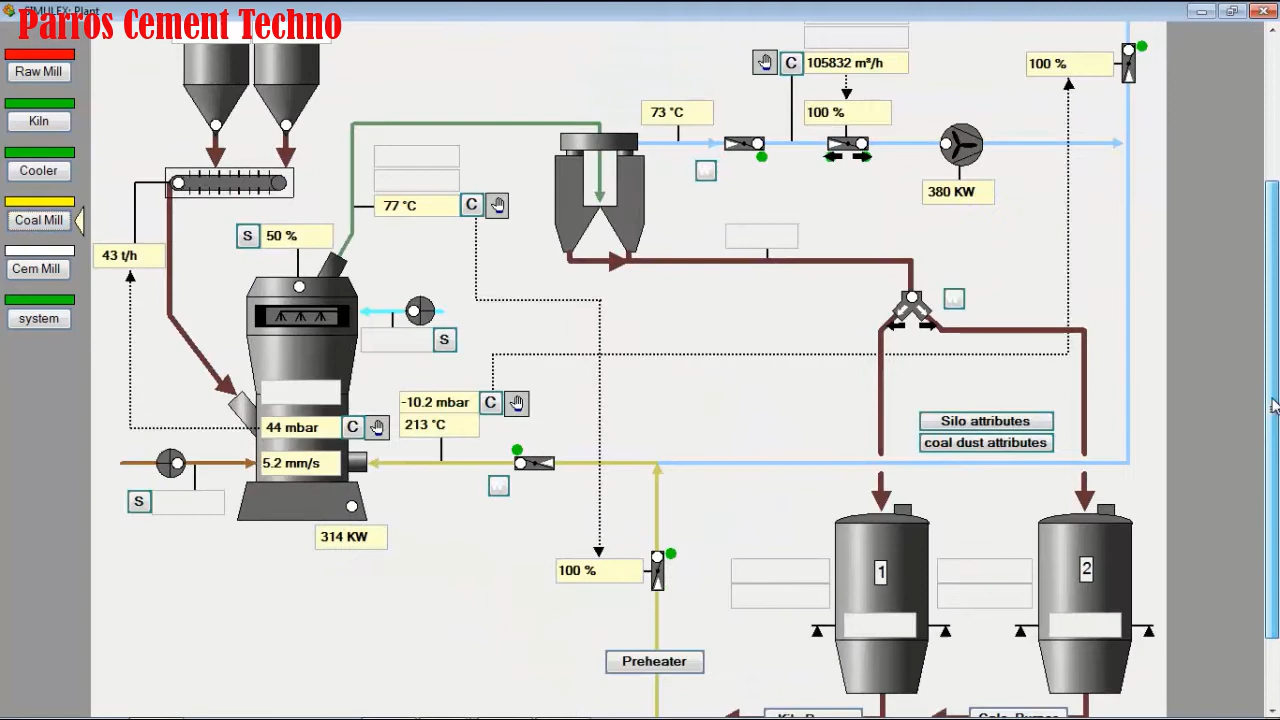 SIMULEX: Plant
Parros Cement Techno
Raw Mill
Kiln
Cooler
Coal Mill
Cem Mill
system
43 t/h
S
50 %
77 °C
C
73 °C
C
105832 m³/h
100 %
380 KW
100 %
S
-10.2 mbar
C
213 °C
44 mbar
C
5.2 mm/s
S
314 KW
100 %
Preheater
Silo attributes
coal dust attributes
1
2